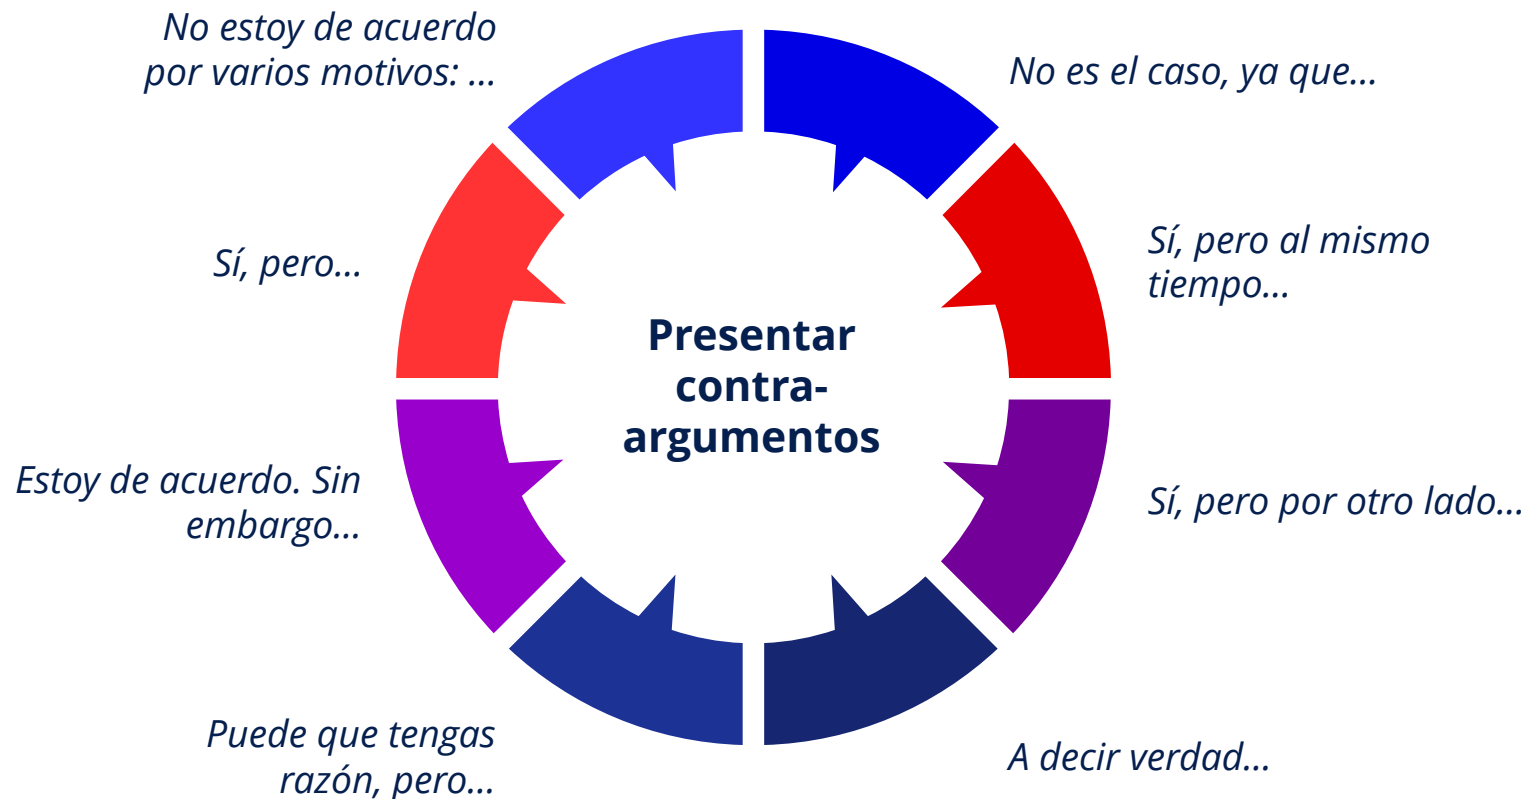 No estoy de acuerdo
por varios motivos: ...
No es el caso, ya que...
Sí, pero al mismo
tiempo...
Sí, pero...
Presentar
contra-
argumentos
Estoy de acuerdo. Sin
embargo...
Sí, pero por otro lado...
Puede que tengas
razón, pero...
A decir verdad...